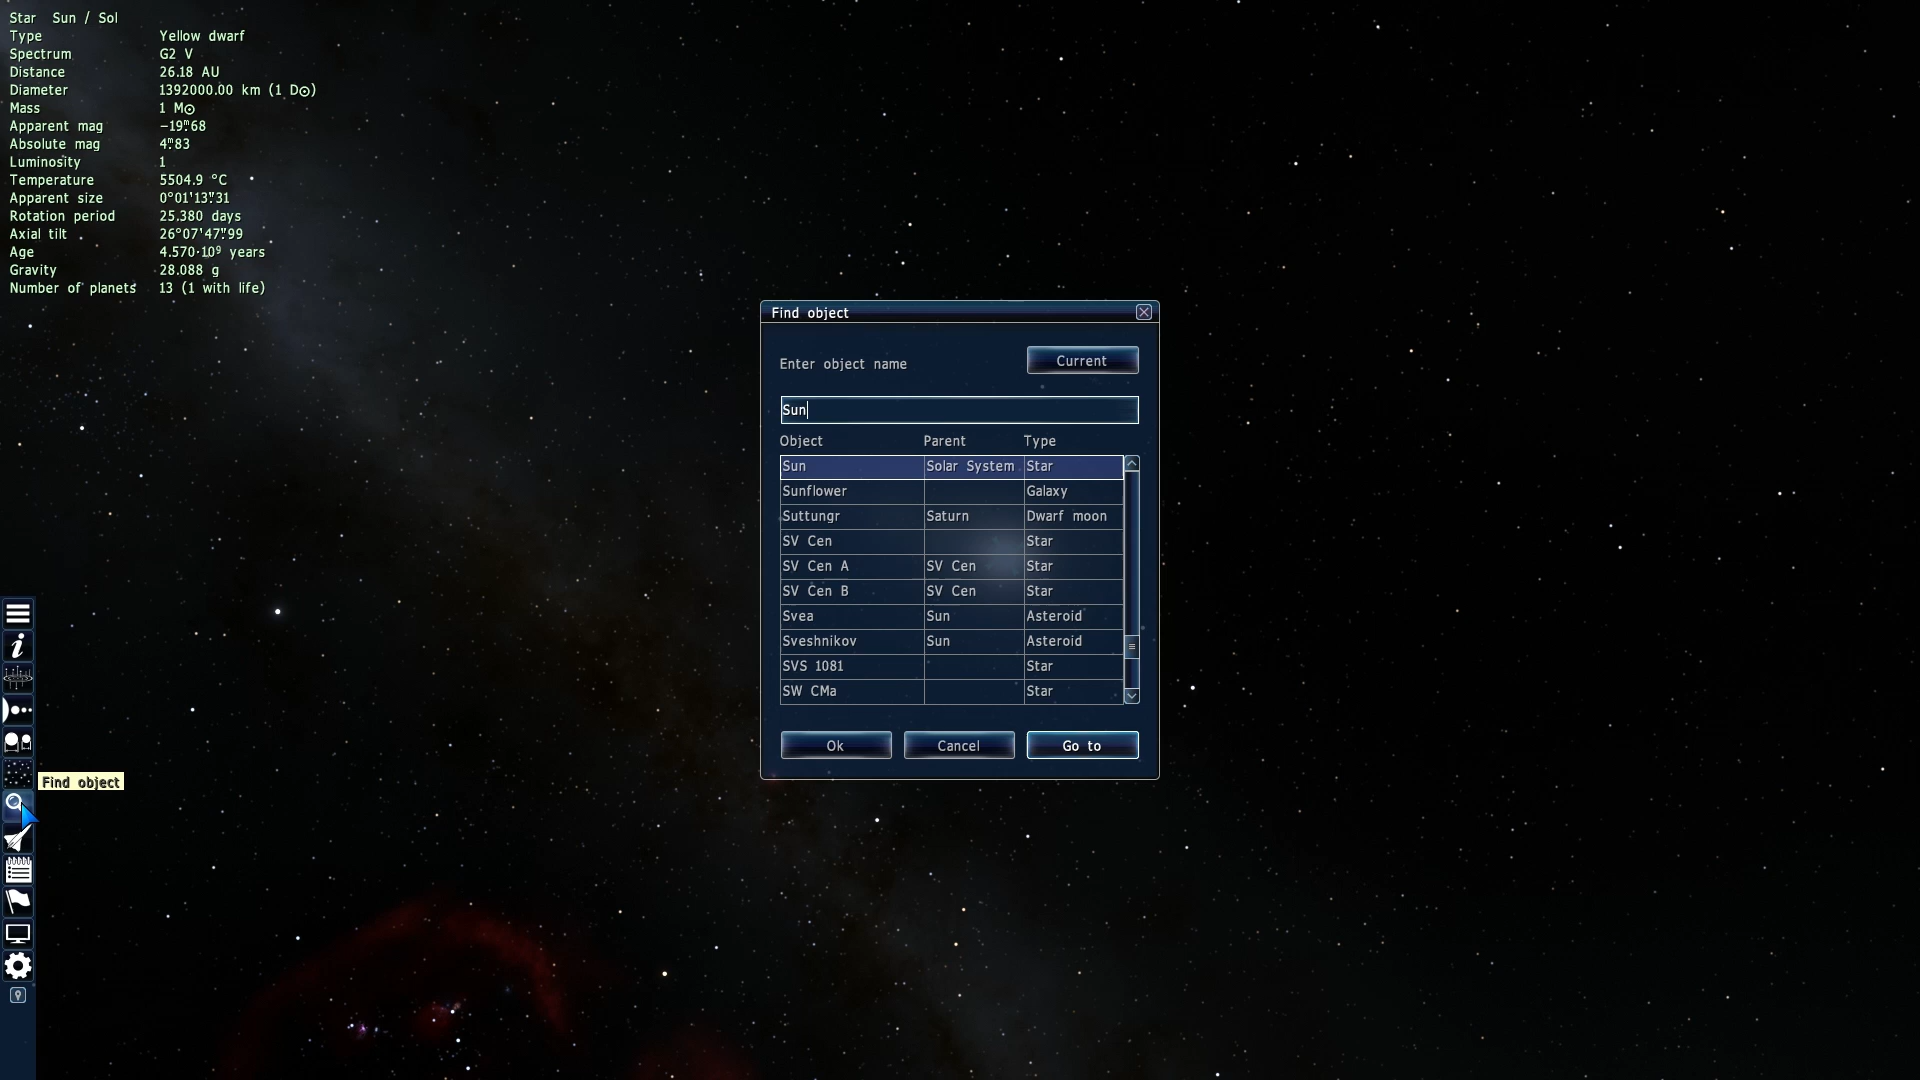 Star Sun / Sol
Type Yellow dwarf
Spectrum G2 V
Distance 26.18 AU
Diameter 1392000.00 km (1 D⊙)
Mass 1 M⊙
Apparent mag −19ᵐ.68
Absolute mag 4ᵐ.83
Luminosity 1
Temperature 5504.9 °C
Apparent size 0°01'13".31
Rotation period 25.380 days
Axial tilt 26°07'47".99
Age 4.570·10⁹ years
Gravity 28.088 g
Number of planets 13 (1 with life)
Find object
Enter object name Current
Sun
Object Parent Type
Sun Solar System Star
Sunflower Galaxy
Suttungr Saturn Dwarf moon
SV Cen Star
SV Cen A SV Cen Star
SV Cen B SV Cen Star
Svea Sun Asteroid
Sveshnikov Sun Asteroid
SVS 1081 Star
SW CMa Star
Ok Cancel Go to
Find object